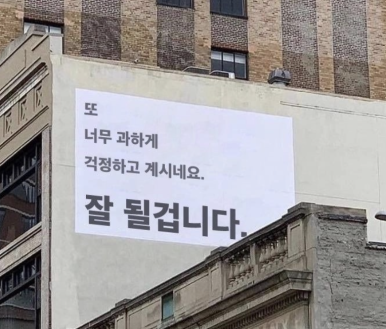 또
너무 과하게
걱정하고 계시네요.
잘 될겁니다.